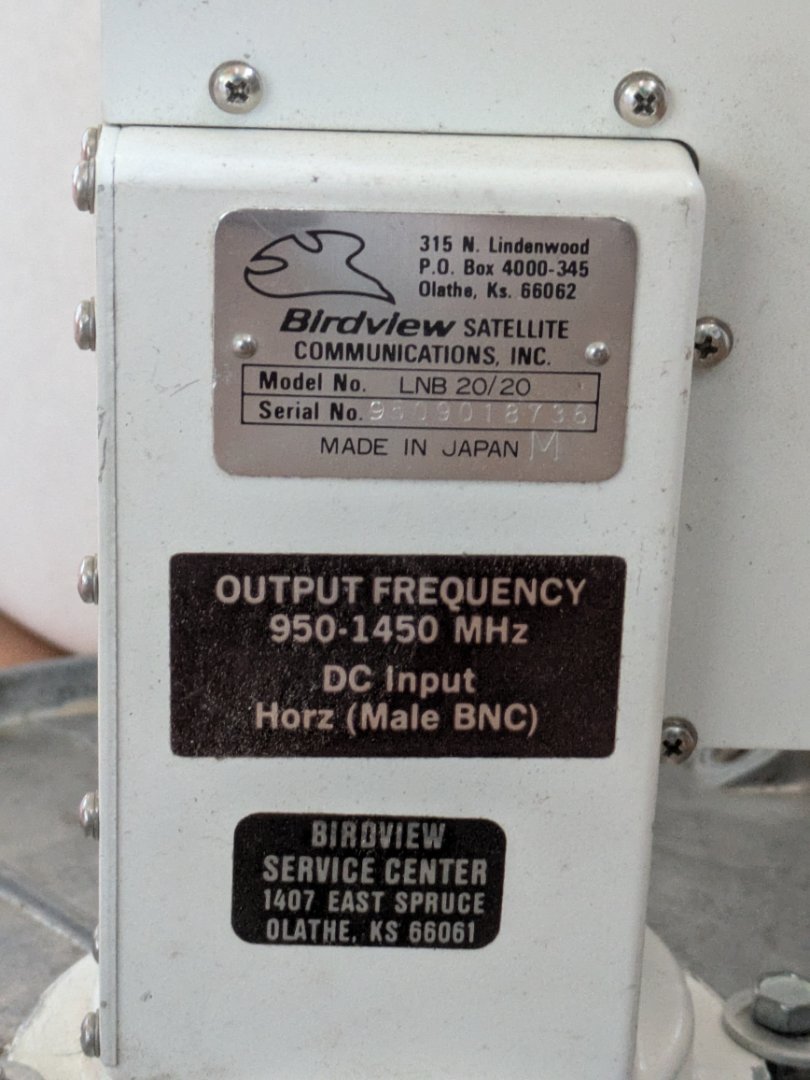 315 N. Lindenwood
P.O. Box 4000-345
Olathe, Ks. 66062
Birdview SATELLITE
COMMUNICATIONS, INC.
Model No. LNB 20/20
Serial No.
MADE IN JAPAN M
OUTPUT FREQUENCY
950-1450 MHz
DC Input
Horz (Male BNC)
BIRDVIEW
SERVICE CENTER
1407 EAST SPRUCE
OLATHE, KS 66061